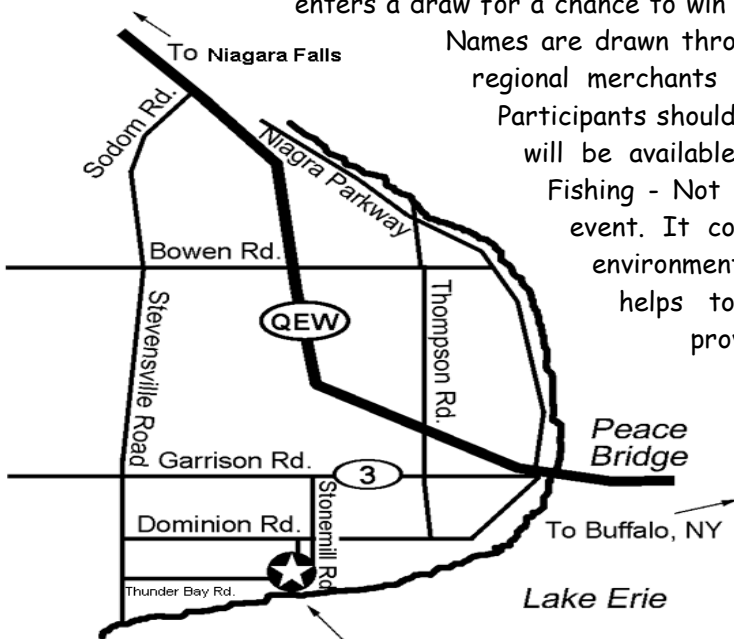 enters a draw for a chance to win
Names are drawn thro
regional merchants
Participants should
will be available
Fishing - Not
event. It co
environment
helps to
prov
To Niagara Falls
Sodom Rd.
Niagra Parkway
Bowen Rd.
QEW
Stevensville Road
Thompson Rd.
Peace
Bridge
Garrison Rd.
3
Stonemill Rd
Dominion Rd.
To Buffalo, NY
Thunder Bay Rd.
Lake Erie